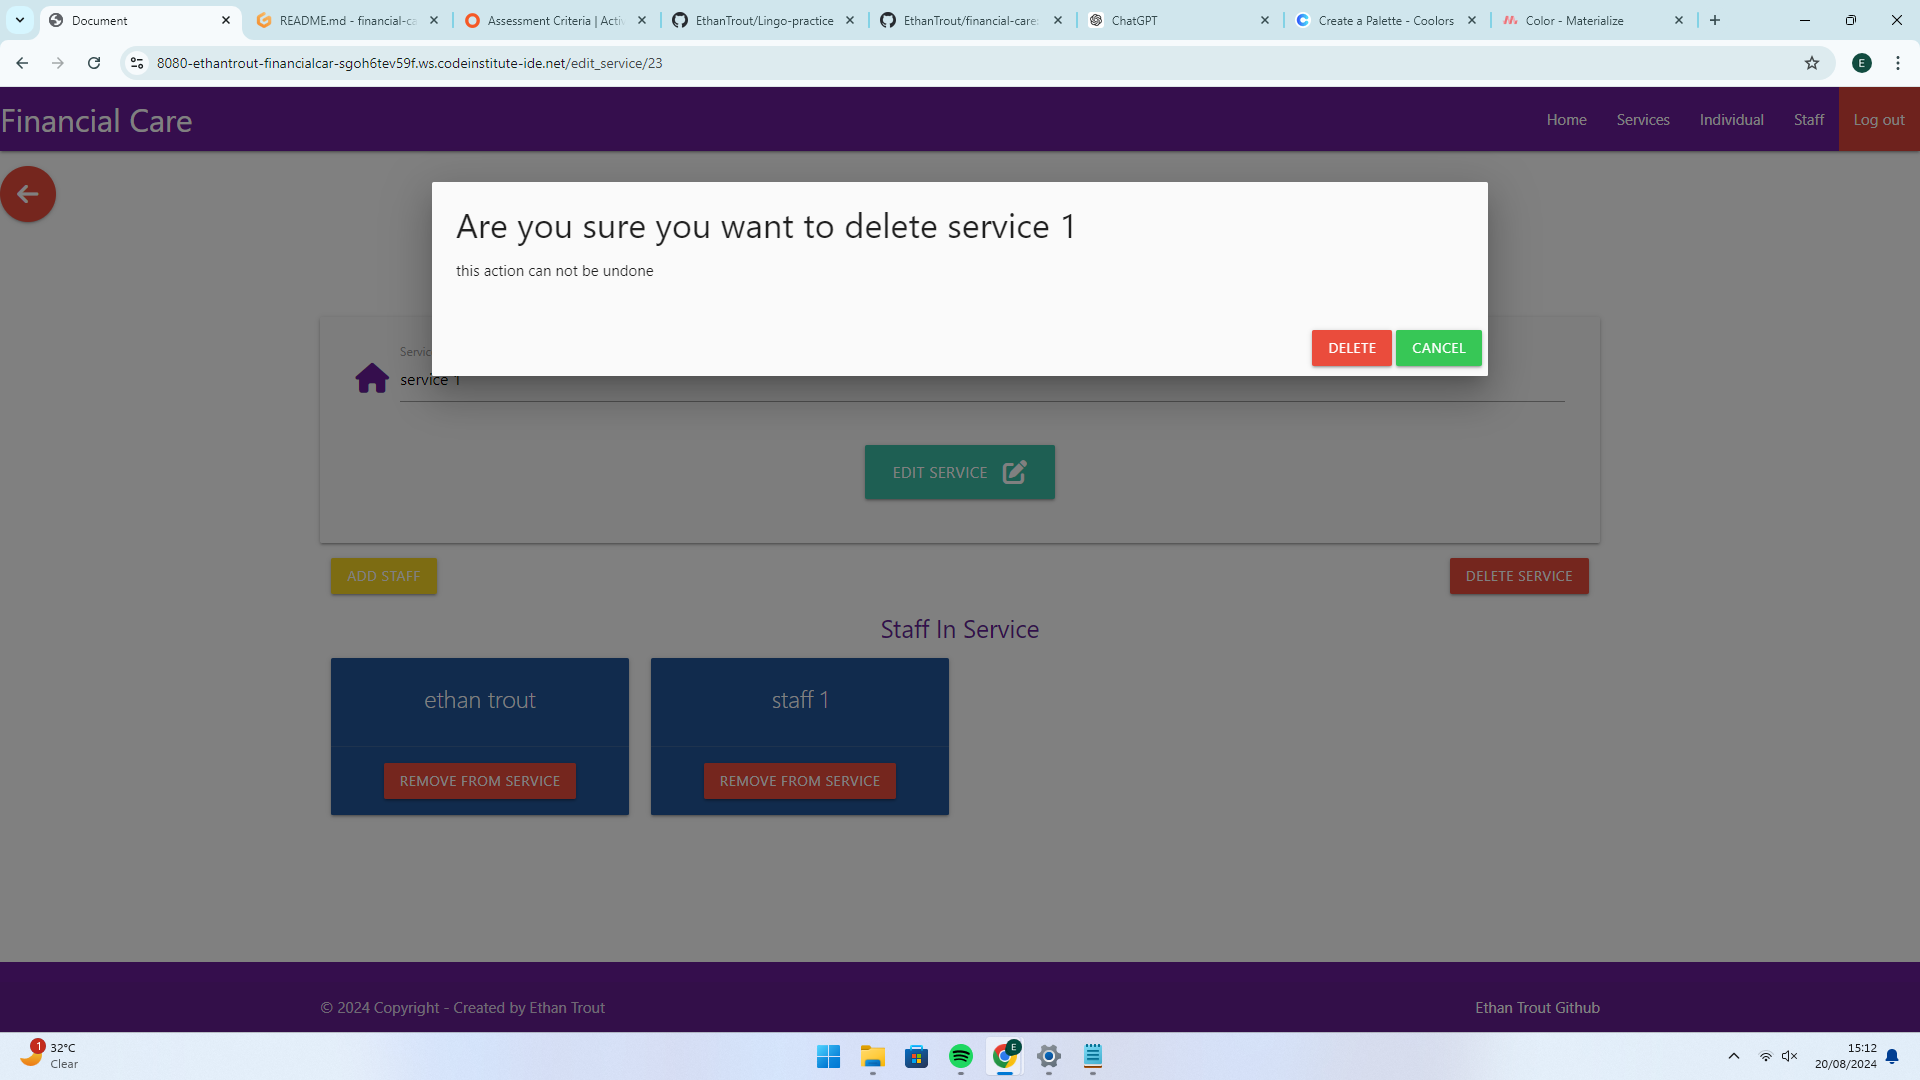 Document
README.md - financial-ca
Assessment Criteria | Activ
EthanTrout/Lingo-practice
EthanTrout/financial-care:
ChatGPT
Create a Palette - Coolors
Color - Materialize
8080-ethantrout-financialcar-sgoh6tev59f.ws.codeinstitute-ide.net/edit_service/23
E
Financial Care
Home
Services
Individual
Staff
Log out
Are you sure you want to delete service 1
this action can not be undone
DELETE
CANCEL
Servic
service 1
EDIT SERVICE
ADD STAFF
DELETE SERVICE
Staff In Service
ethan trout
staff 1
REMOVE FROM SERVICE
REMOVE FROM SERVICE
© 2024 Copyright - Created by Ethan Trout
Ethan Trout Github
1
32°C
Clear
E
15:12
20/08/2024